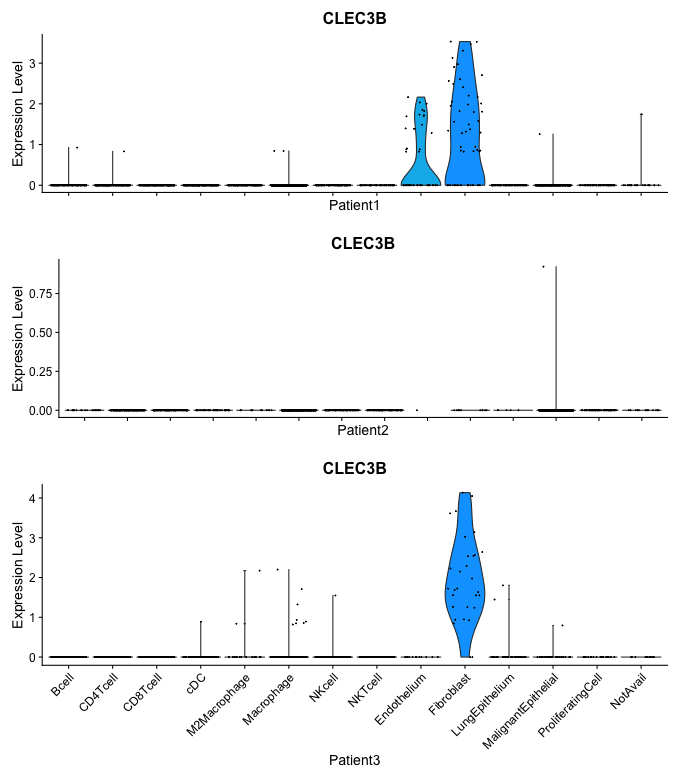 CLEC3B
Expression Level
3
2
1
0
Patient1
CLEC3B
Expression Level
0.75
0.50
0.25
0.00
Patient2
CLEC3B
Expression Level
4
3
2
1
0
Bcell
CD4Tcell
CD8Tcell
cDC
M2Macrophage
Macrophage
NKcell
NKTcell
Endothelium
Fibroblast
LungEpithelium
MalignantEpithelial
ProliferatingCell
NotAvail
Patient3